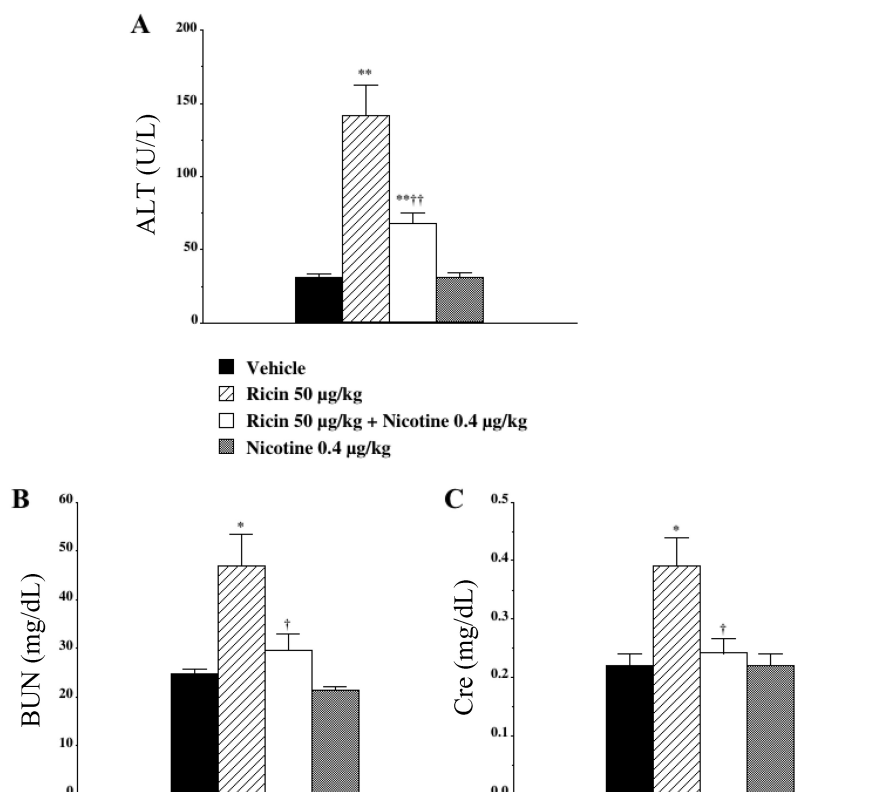 A
200
150
100
50
0
ALT (U/L)
**
**††
Vehicle
Ricin 50 µg/kg
Ricin 50 µg/kg + Nicotine 0.4 µg/kg
Nicotine 0.4 µg/kg
B
60
50
40
30
20
10
0
BUN (mg/dL)
*
†
C
0.5
0.4
0.3
0.2
0.1
0.0
Cre (mg/dL)
*
†